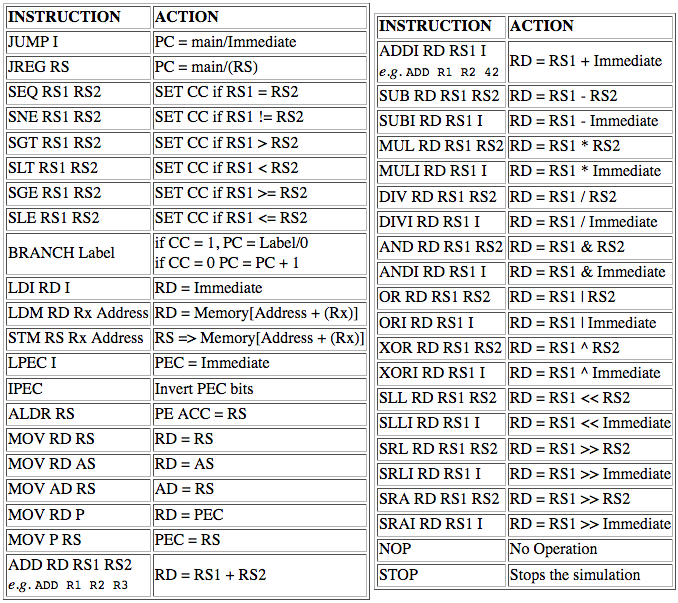 INSTRUCTION ACTION
JUMP I PC = main/Immediate
JREG RS PC = main/(RS)
SEQ RS1 RS2 SET CC if RS1 = RS2
SNE RS1 RS2 SET CC if RS1 != RS2
SGT RS1 RS2 SET CC if RS1 > RS2
SLT RS1 RS2 SET CC if RS1 < RS2
SGE RS1 RS2 SET CC if RS1 >= RS2
SLE RS1 RS2 SET CC if RS1 <= RS2
BRANCH Label if CC = 1, PC = Label/0
if CC = 0 PC = PC + 1
LDI RD I RD = Immediate
LDM RD Rx Address RD = Memory[Address + (Rx)]
STM RS Rx Address RS => Memory[Address + (Rx)]
LPEC I PEC = Immediate
IPEC Invert PEC bits
ALDR RS PE ACC = RS
MOV RD RS RD = RS
MOV RD AS RD = AS
MOV AD RS AD = RS
MOV RD P RD = PEC
MOV P RS PEC = RS
ADD RD RS1 RS2 RD = RS1 + RS2
e.g. ADD R1 R2 R3
INSTRUCTION ACTION
ADDI RD RS1 I RD = RS1 + Immediate
e.g. ADD R1 R2 42
SUB RD RS1 RS2 RD = RS1 - RS2
SUBI RD RS1 I RD = RS1 - Immediate
MUL RD RS1 RS2 RD = RS1 * RS2
MULI RD RS1 I RD = RS1 * Immediate
DIV RD RS1 RS2 RD = RS1 / RS2
DIVI RD RS1 I RD = RS1 / Immediate
AND RD RS1 RS2 RD = RS1 & RS2
ANDI RD RS1 I RD = RS1 & Immediate
OR RD RS1 RS2 RD = RS1 | RS2
ORI RD RS1 I RD = RS1 | Immediate
XOR RD RS1 RS2 RD = RS1 ^ RS2
XORI RD RS1 I RD = RS1 ^ Immediate
SLL RD RS1 RS2 RD = RS1 << RS2
SLLI RD RS1 I RD = RS1 << Immediate
SRL RD RS1 RS2 RD = RS1 >> RS2
SRLI RD RS1 I RD = RS1 >> Immediate
SRA RD RS1 RS2 RD = RS1 >> RS2
SRAI RD RS1 I RD = RS1 >> Immediate
NOP No Operation
STOP Stops the simulation